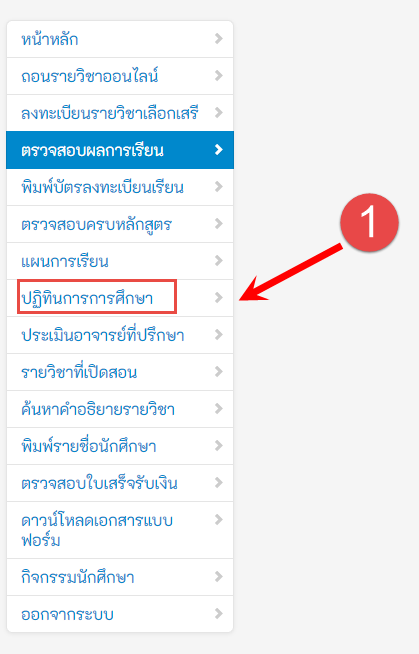 หน้าหลัก
ถอนรายวิชาออนไลน์
ลงทะเบียนรายวิชาเลือกเสรี
ตรวจสอบผลการเรียน
พิมพ์บัตรลงทะเบียนเรียน
ตรวจสอบครบหลักสูตร
แผนการเรียน
ปฏิทินการการศึกษา
ประเมินอาจารย์ที่ปรึกษา
รายวิชาที่เปิดสอน
ค้นหาคำอธิยายรายวิชา
พิมพ์รายชื่อนักศึกษา
ตรวจสอบใบเสร็จรับเงิน
ดาวน์โหลดเอกสารแบบ
ฟอร์ม
กิจกรรมนักศึกษา
ออกจากระบบ
1